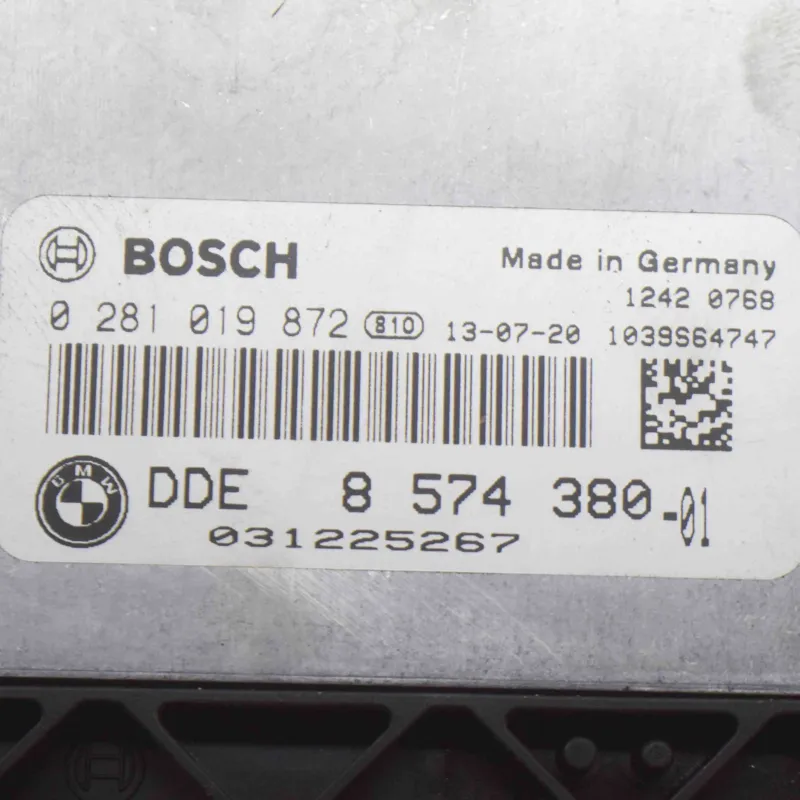 BOSCH
Made in Germany
1242 0768
0 281 019 872 810 13-07-20 1039S64747
BMW
DDE 8 574 380-01
031225267